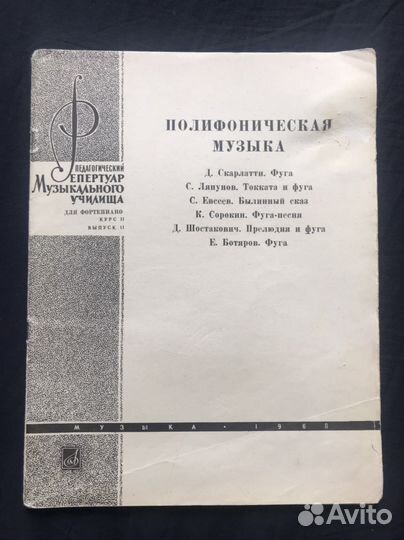 ПОЛИФОНИЧЕСКАЯ
МУЗЫКА
Д. Скарлатти. Фуга
С. Ляпунов. Токката и фуга
С. Евсеев. Былинный сказ
К. Сорокин. Фуга-песня
Д. Шостакович. Прелюдия и фуга
Е. Ботяров. Фуга
ПЕДАГОГИЧЕСКИЙ
РЕПЕРТУАР
МУЗЫКАЛЬНОГО
УЧИЛИЩА
ДЛЯ ФОРТЕПИАНО
КУРС II
ВЫПУСК II
МУЗЫКА • 1968
Avito